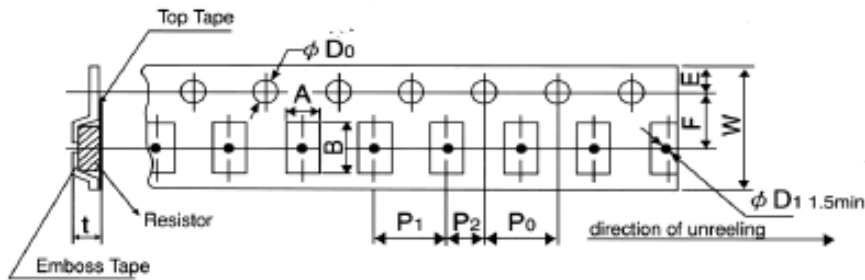 Top Tape
φ D0
A
B
E
F
W
t
Resistor
P1
P2
P0
φ D1 1.5min
direction of unreeling
Emboss Tape